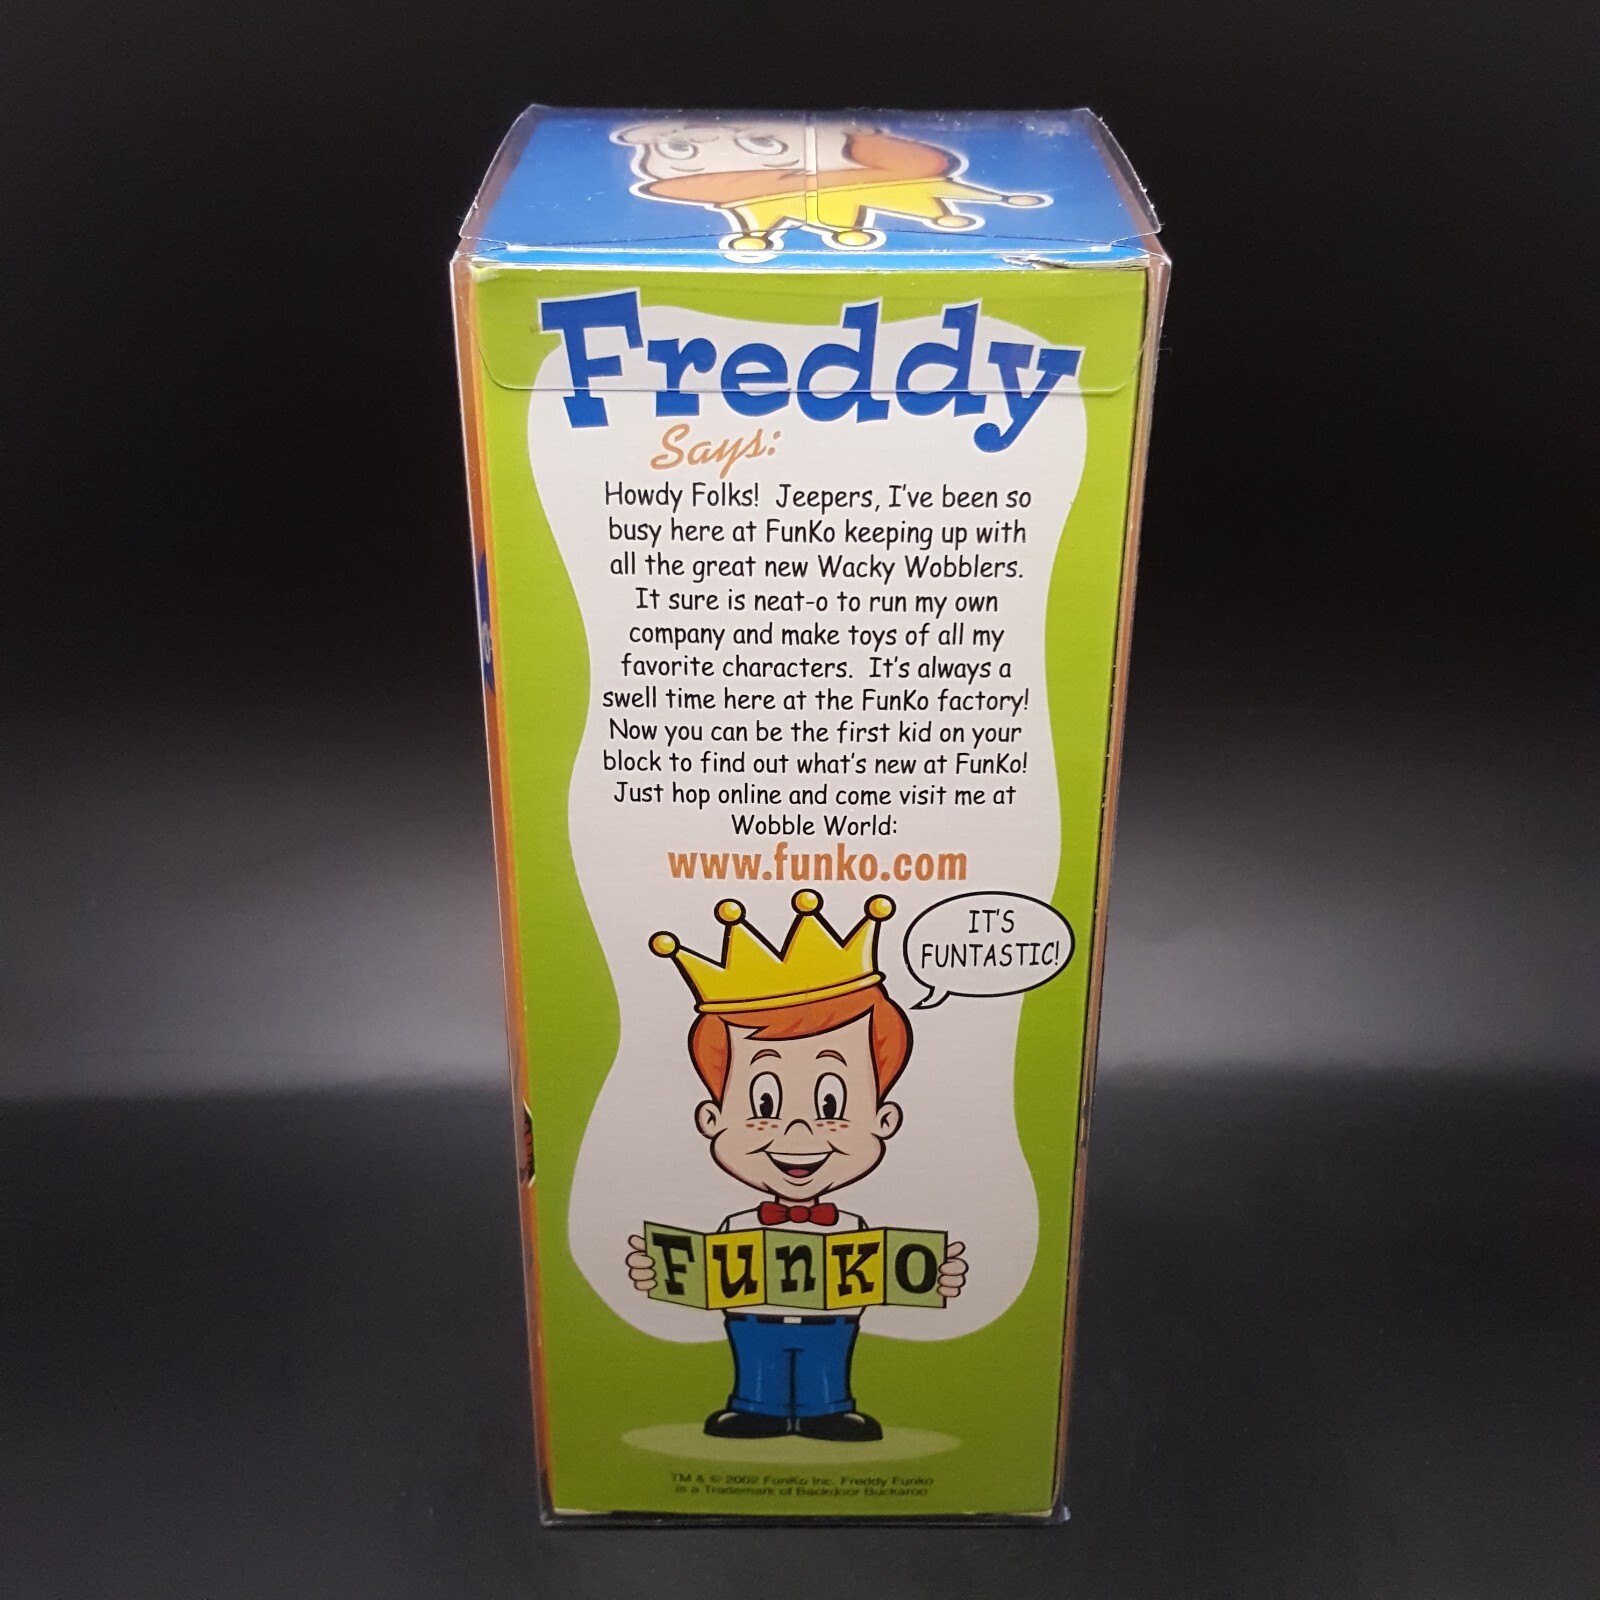 Freddy
Says:
Howdy Folks! Jeepers, I've been so
busy here at FunKo keeping up with
all the great new Wacky Wobblers.
It sure is neat-o to run my own
company and make toys of all my
favorite characters. It's always a
swell time here at the FunKo factory!
Now you can be the first kid on your
block to find out what's new at FunKo!
Just hop online and come visit me at
Wobble World:
www.funko.com
IT'S
FUNTASTIC!
FunKo
TM & © 2002 FunKo Inc. Freddy Funko
is a Trademark of Backdoor Buckaroo